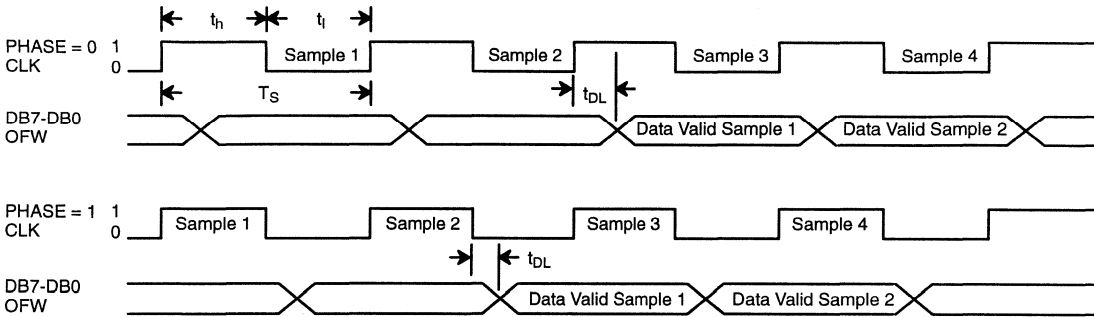 t_h t_l
PHASE = 0 1
CLK 0
Sample 1 Sample 2 Sample 3 Sample 4
T_S t_DL
DB7-DB0
OFW
Data Valid Sample 1 Data Valid Sample 2
PHASE = 1 1
CLK 0
Sample 1 Sample 2 Sample 3 Sample 4
t_DL
DB7-DB0
OFW
Data Valid Sample 1 Data Valid Sample 2